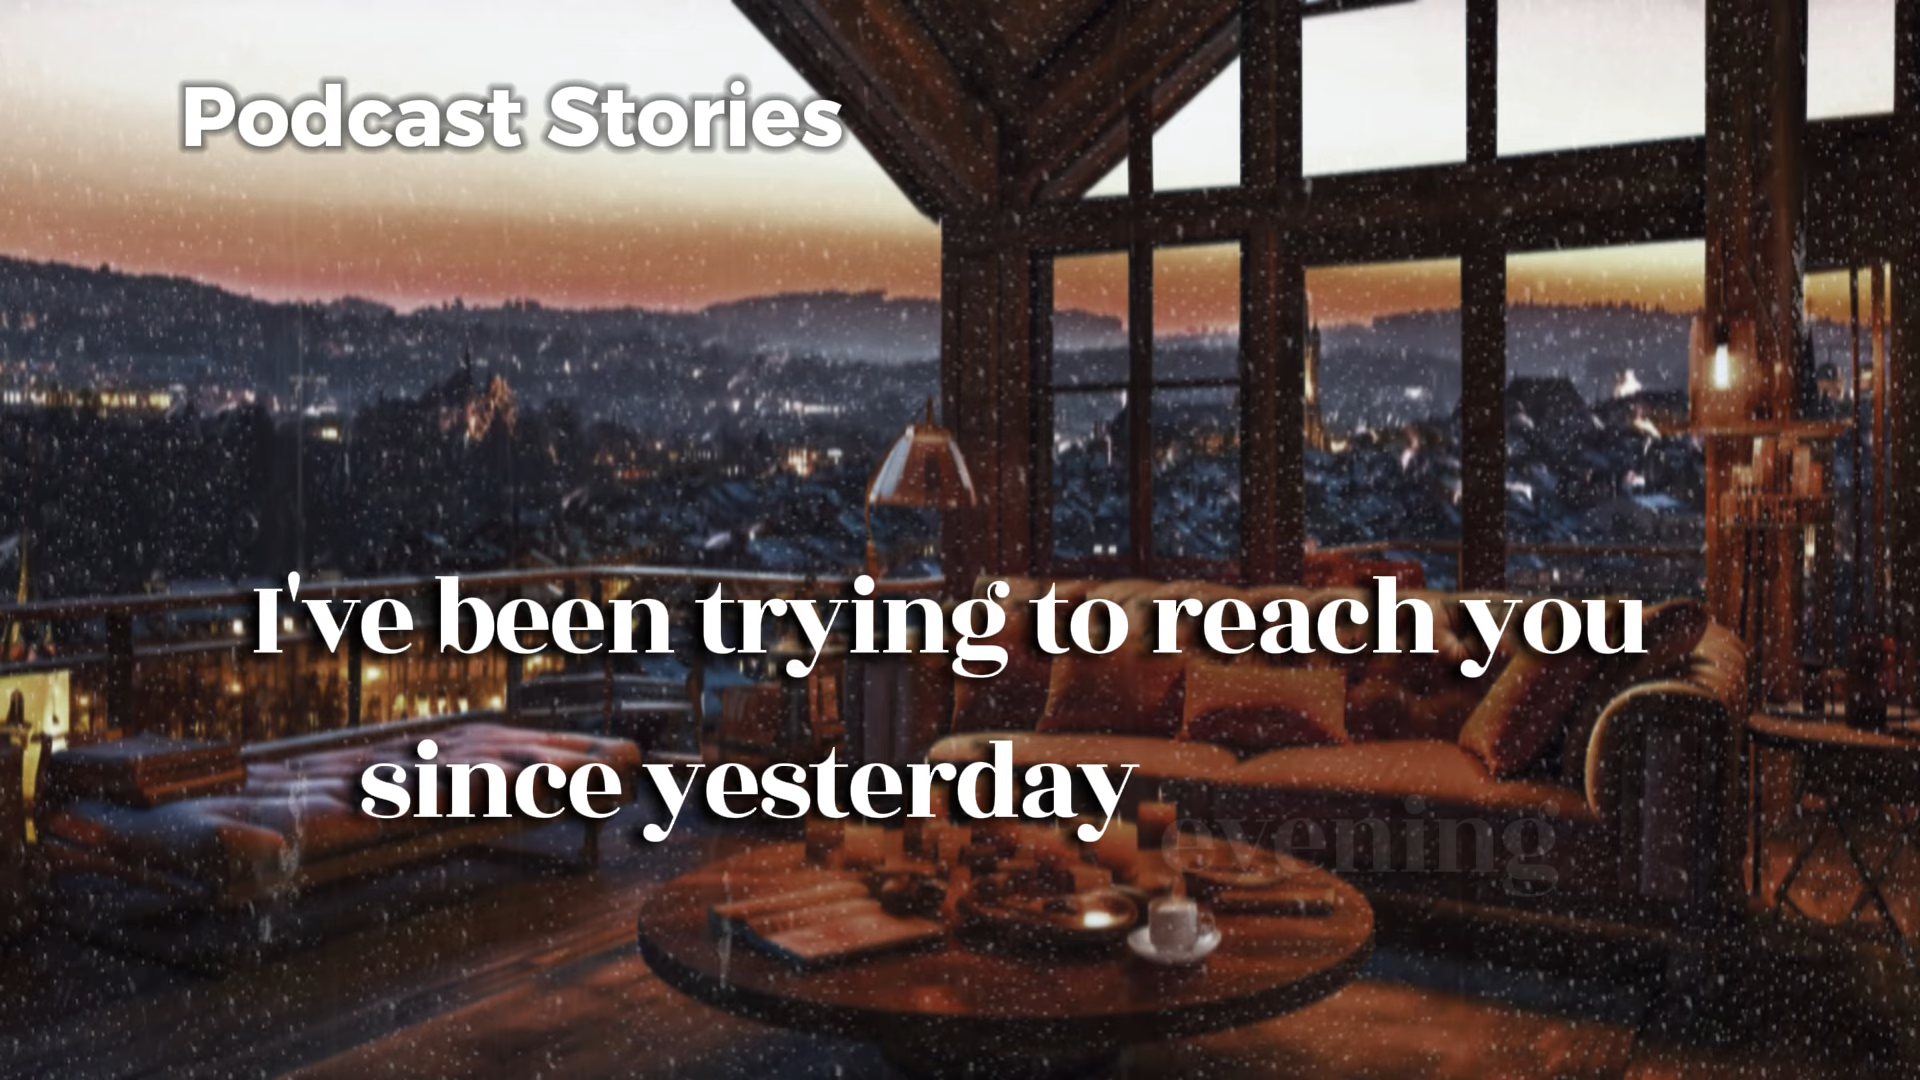 Podcast Stories
I've been trying to reach you
since yesterday evening